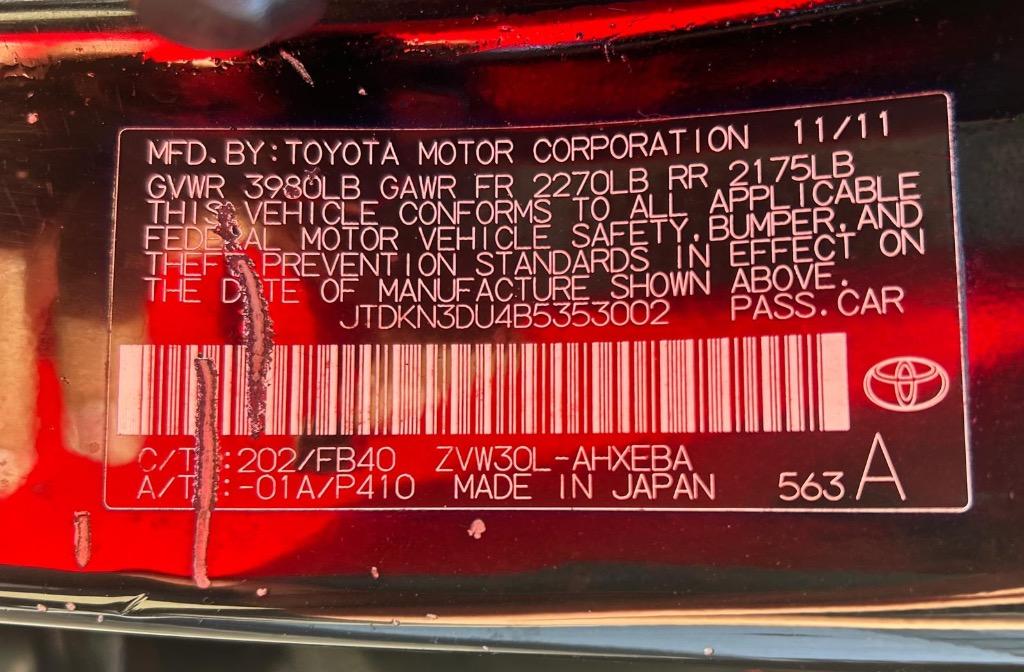 MFD.BY:TOYOTA MOTOR CORPORATION 11/11
GVWR 3980LB GAWR FR 2270LB RR 2175LB
THIS VEHICLE CONFORMS TO ALL APPLICABLE
FEDERAL MOTOR VEHICLE SAFETY,BUMPER,AND
THEFT PREVENTION STANDARDS IN EFFECT ON
THE DATE OF MANUFACTURE SHOWN ABOVE.
JTDKN3DU4B5353002 PASS.CAR
C/TR:202/FB40 ZVW30L-AHXEBA
A/TM:-01A/P410 MADE IN JAPAN 563 A